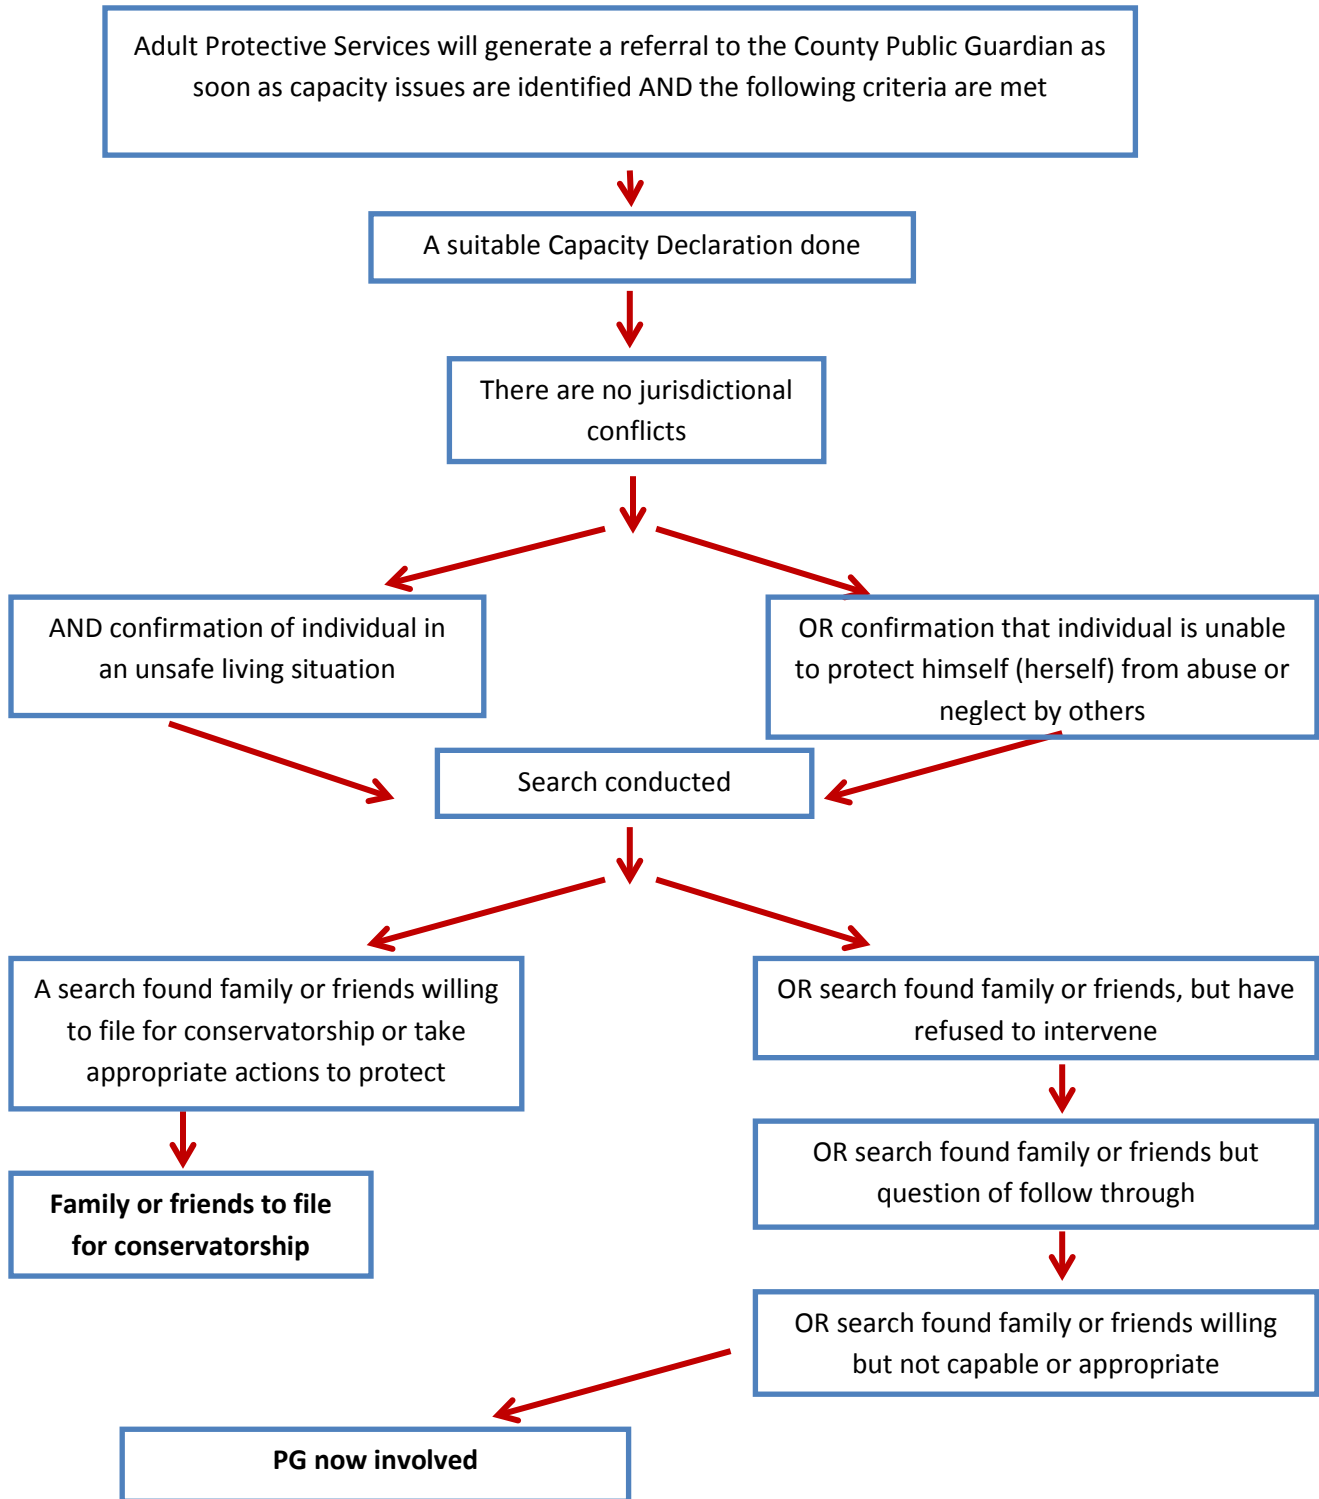 Adult Protective Services will generate a referral to the County Public Guardian as
soon as capacity issues are identified AND the following criteria are met
A suitable Capacity Declaration done
There are no jurisdictional
conflicts
AND confirmation of individual in
an unsafe living situation
OR confirmation that individual is unable
to protect himself (herself) from abuse or
neglect by others
Search conducted
A search found family or friends willing
to file for conservatorship or take
appropriate actions to protect
Family or friends to file
for conservatorship
OR search found family or friends, but have
refused to intervene
OR search found family or friends but
question of follow through
OR search found family or friends willing
but not capable or appropriate
PG now involved